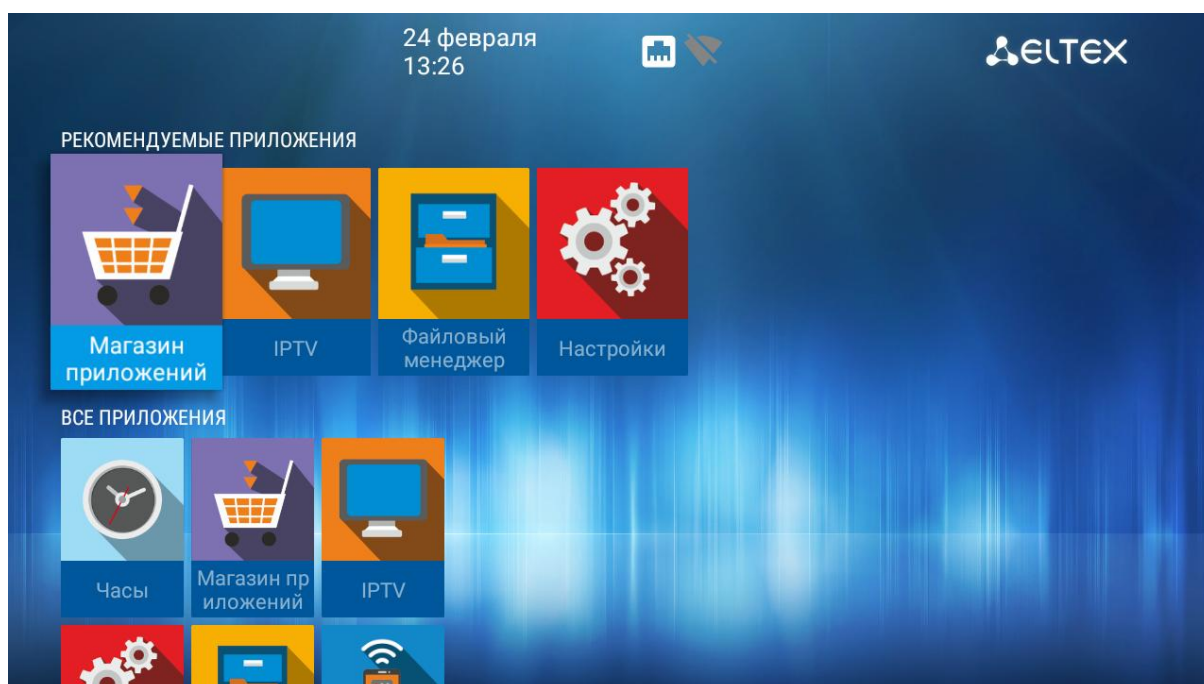 24 февраля
13:26
ELTEX
РЕКОМЕНДУЕМЫЕ ПРИЛОЖЕНИЯ
Магазин
приложений
IPTV
Файловый
менеджер
Настройки
ВСЕ ПРИЛОЖЕНИЯ
Часы
Магазин пр
иложений
IPTV